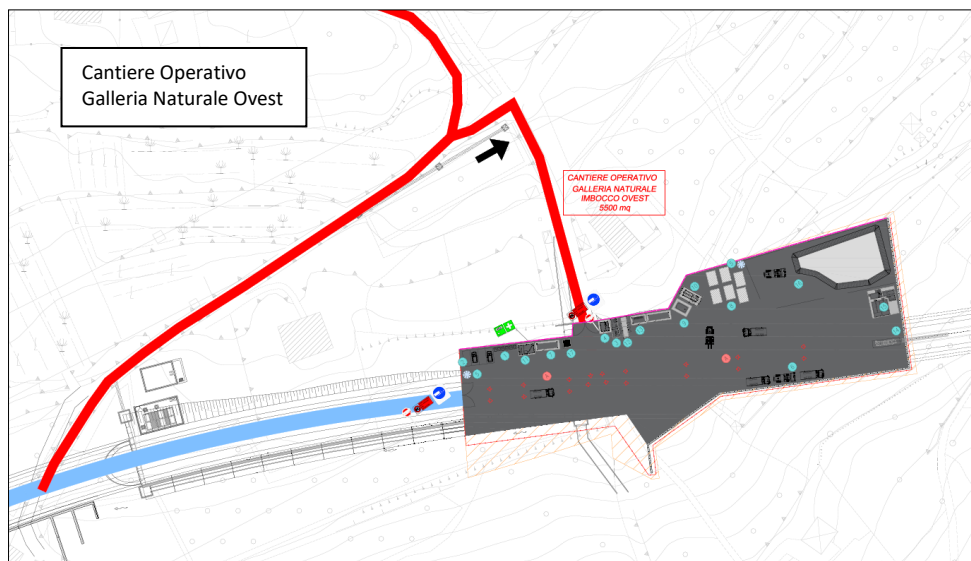 Cantiere Operativo
Galleria Naturale Ovest
CANTIERE OPERATIVO
GALLERIA NATURALE
IMBOCCO OVEST
5500 mq